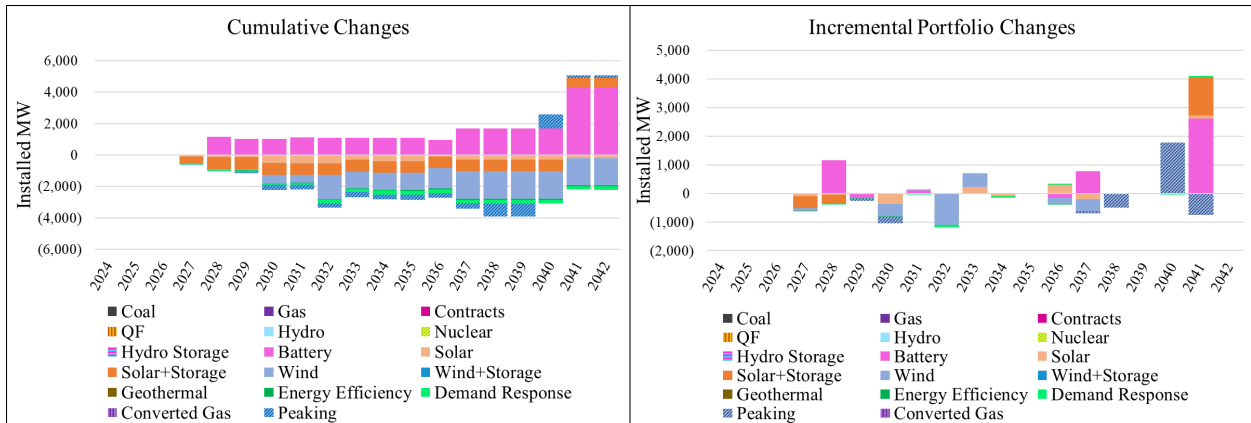 Cumulative Changes
Installed MW
6,000
4,000
2,000
0
(2,000)
(4,000)
(6,000)
2024 2025 2026 2027 2028 2029 2030 2031 2032 2033 2034 2035 2036 2037 2038 2039 2040 2041 2042
Coal Gas Contracts
QF Hydro Nuclear
Hydro Storage Battery Solar
Solar+Storage Wind Wind+Storage
Geothermal Energy Efficiency Demand Response
Converted Gas Peaking
Incremental Portfolio Changes
Installed MW
5,000
4,000
3,000
2,000
1,000
0
(1,000)
(2,000)
2024 2025 2026 2027 2028 2029 2030 2031 2032 2033 2034 2035 2036 2037 2038 2039 2040 2041 2042
Coal Gas Contracts
QF Hydro Nuclear
Hydro Storage Battery Solar
Solar+Storage Wind Wind+Storage
Geothermal Energy Efficiency Demand Response
Peaking Converted Gas